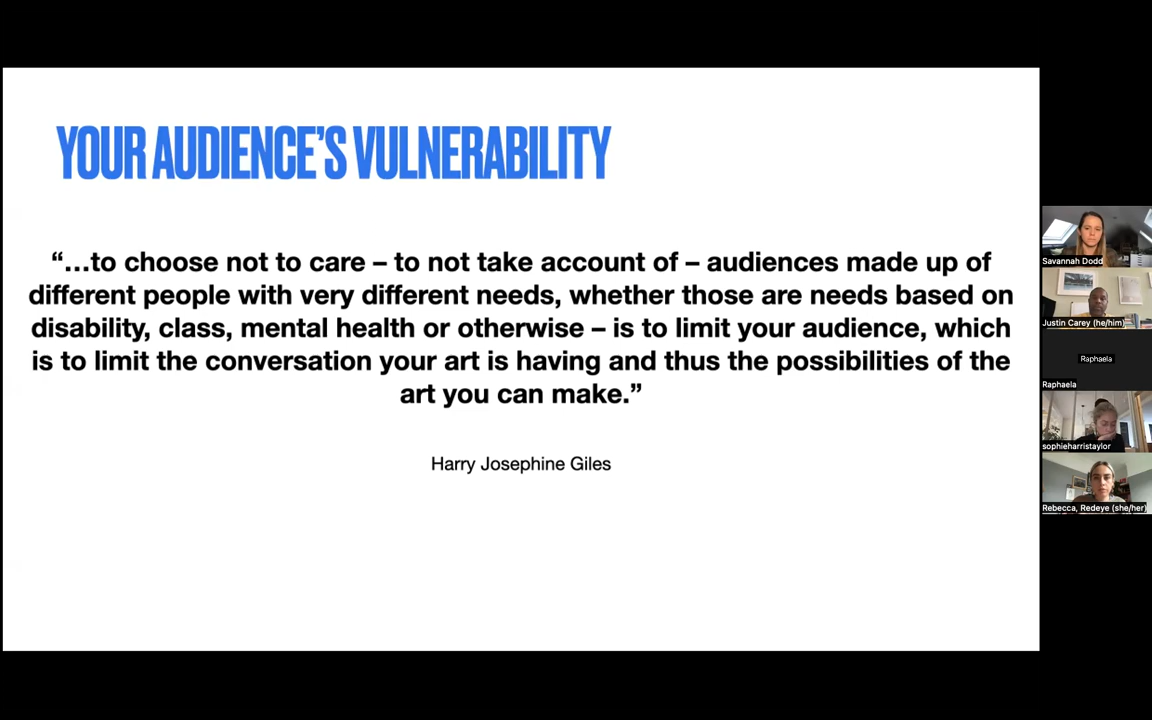 YOUR AUDIENCE’S VULNERABILITY
“…to choose not to care – to not take account of – audiences made up of
different people with very different needs, whether those are needs based on
disability, class, mental health or otherwise – is to limit your audience, which
is to limit the conversation your art is having and thus the possibilities of the
art you can make.”
Harry Josephine Giles
Savannah Dodd
Justin Carey (he/him)
Raphaela
Raphaela
sophieharristaylor
Rebecca, Redeye (she/her)